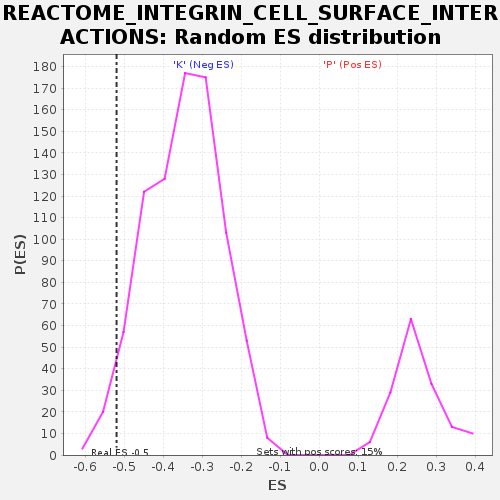 REACTOME_INTEGRIN_CELL_SURFACE_INTER
ACTIONS: Random ES distribution
'K' (Neg ES)
'P' (Pos ES)
P(ES)
180
170
160
150
140
130
120
110
100
90
80
70
60
50
40
30
20
10
0
Real ES -0.5
Sets with pos scores: 15%
-0.6 -0.5 -0.4 -0.3 -0.2 -0.1 0.0 0.1 0.2 0.3 0.4
ES